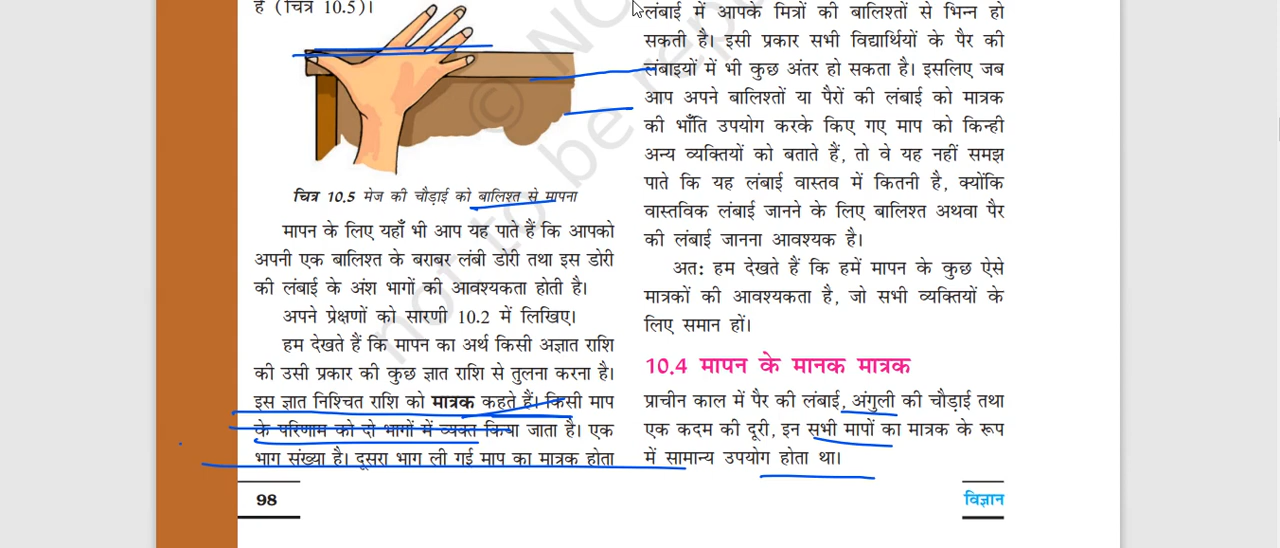 है (चित्र 10.5)।
चित्र 10.5 मेज की चौड़ाई को बालिश्त से मापना
मापन के लिए यहाँ भी आप यह पाते हैं कि आपको
अपनी एक बालिश्त के बराबर लंबी डोरी तथा इस डोरी
की लंबाई के अंश भागों की आवश्यकता होती है।
अपने प्रेक्षणों को सारणी 10.2 में लिखिए।
हम देखते हैं कि मापन का अर्थ किसी अज्ञात राशि
की उसी प्रकार की कुछ ज्ञात राशि से तुलना करना है।
इस ज्ञात निश्चित राशि को मात्रक कहते हैं। किसी माप
के परिणाम को दो भागों में व्यक्त किया जाता है। एक
भाग संख्या है। दूसरा भाग ली गई माप का मात्रक होता
98
लंबाई में आपके मित्रों की बालिश्तों से भिन्न हो
सकती है। इसी प्रकार सभी विद्यार्थियों के पैर की
लंबाइयों में भी कुछ अंतर हो सकता है। इसलिए जब
आप अपने बालिश्तों या पैरों की लंबाई को मात्रक
की भाँति उपयोग करके किए गए माप को किन्ही
अन्य व्यक्तियों को बताते हैं, तो वे यह नहीं समझ
पाते कि यह लंबाई वास्तव में कितनी है, क्योंकि
वास्तविक लंबाई जानने के लिए बालिश्त अथवा पैर
की लंबाई जानना आवश्यक है।
अत: हम देखते हैं कि हमें मापन के कुछ ऐसे
मात्रकों की आवश्यकता है, जो सभी व्यक्तियों के
लिए समान हों।
10.4 मापन के मानक मात्रक
प्राचीन काल में पैर की लंबाई, अंगुली की चौड़ाई तथा
एक कदम की दूरी, इन सभी मापों का मात्रक के रूप
में सामान्य उपयोग होता था।
विज्ञान
© NC
not to be repu